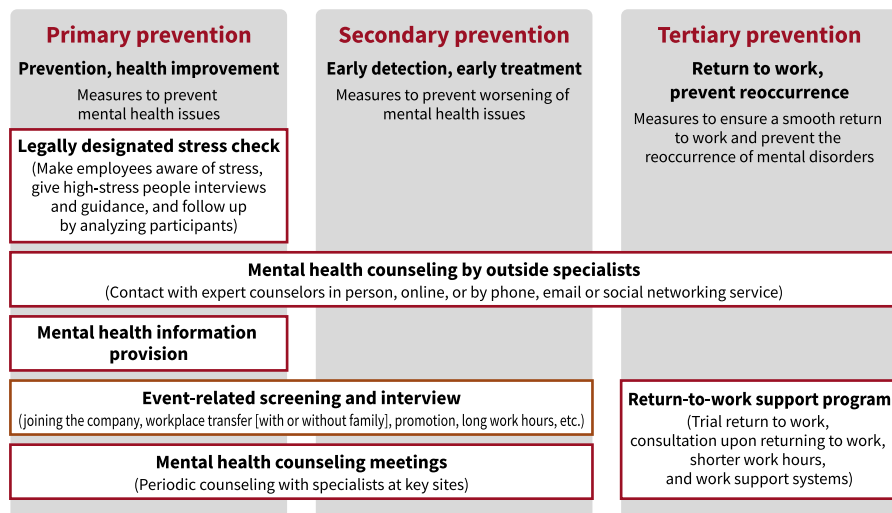 Primary prevention
Prevention, health improvement
Measures to prevent
mental health issues
Secondary prevention
Early detection, early treatment
Measures to prevent worsening of
mental health issues
Tertiary prevention
Return to work,
prevent reoccurrence
Measures to ensure a smooth return
to work and prevent the
reoccurrence of mental disorders
Legally designated stress check
(Make employees aware of stress,
give high-stress people interviews
and guidance, and follow up
by analyzing participants)
Mental health counseling by outside specialists
(Contact with expert counselors in person, online, or by phone, email or social networking service)
Mental health information
provision
Event-related screening and interview
(joining the company, workplace transfer [with or without family], promotion, long work hours, etc.)
Mental health counseling meetings
(Periodic counseling with specialists at key sites)
Return-to-work support program
(Trial return to work,
consultation upon returning to work,
shorter work hours,
and work support systems)